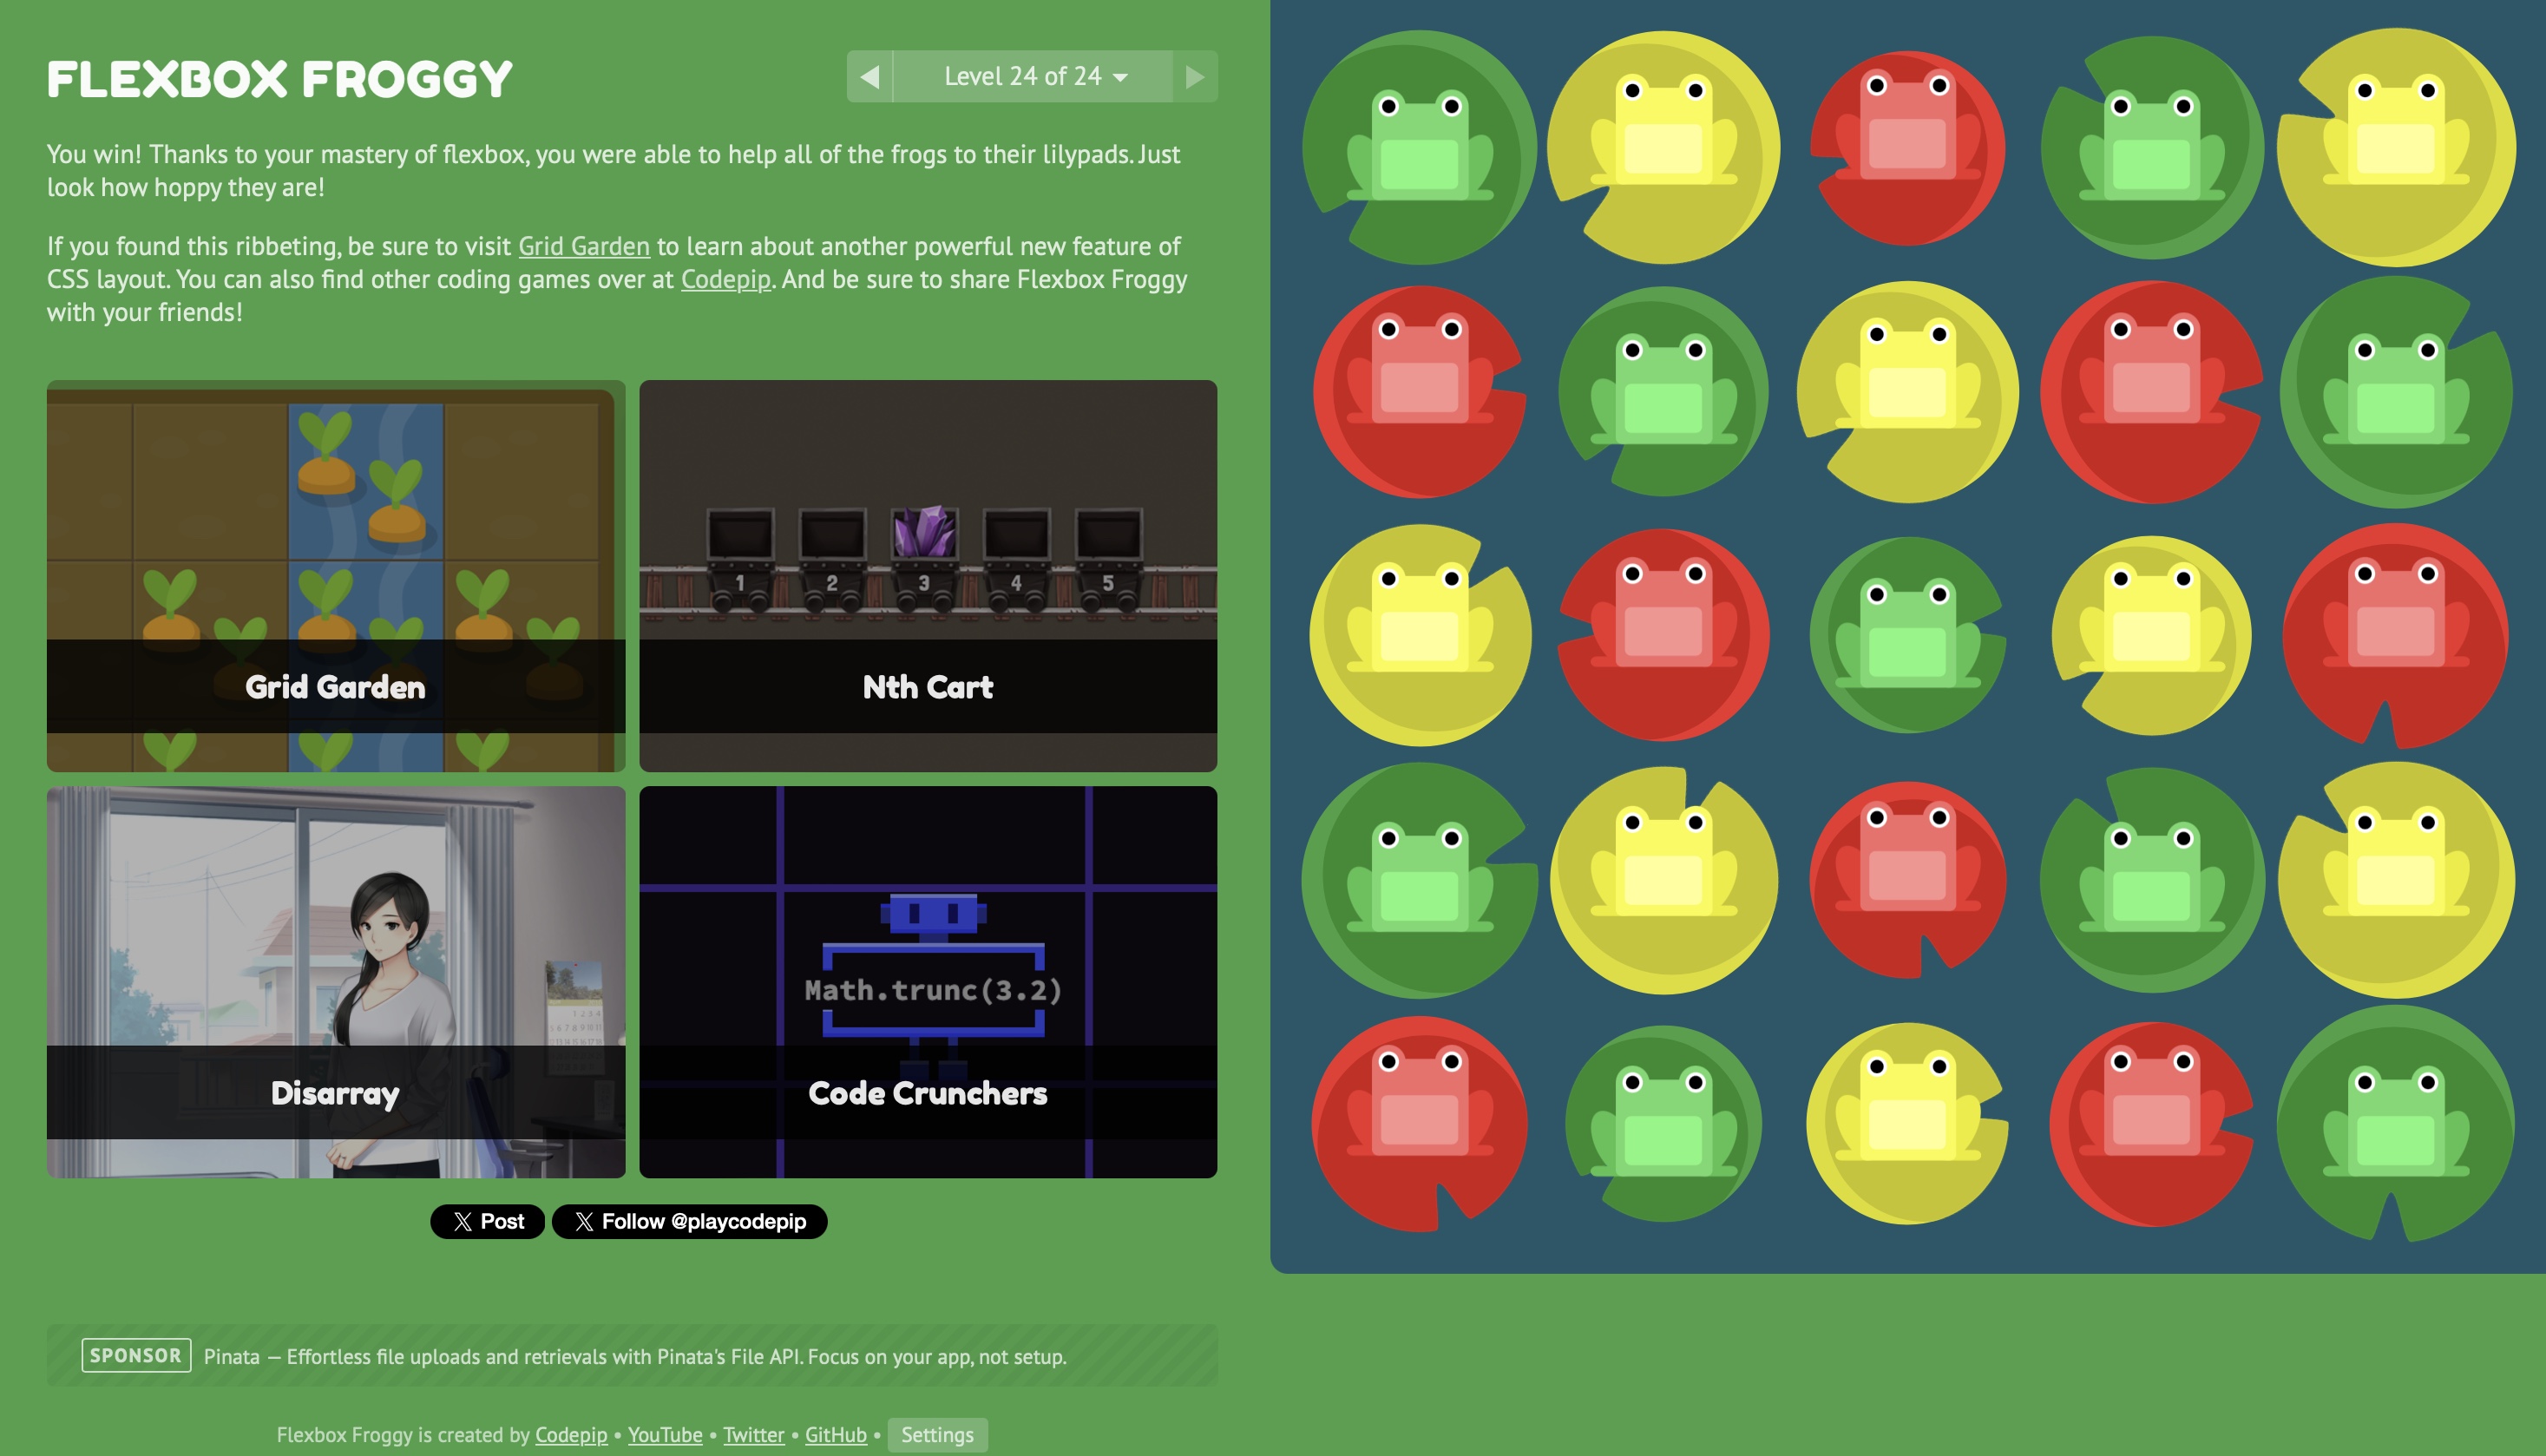 FLEXBOX FROGGY
Level 24 of 24
You win! Thanks to your mastery of flexbox, you were able to help all of the frogs to their lilypads. Just
look how hoppy they are!
If you found this ribbeting, be sure to visit Grid Garden to learn about another powerful new feature of
CSS layout. You can also find other coding games over at Codepip. And be sure to share Flexbox Froggy
with your friends!
Grid Garden
1 2 3 4 5
Nth Cart
Disarray
Math.trunc(3.2)
Code Crunchers
Post
Follow @playcodepip
SPONSOR Pinata — Effortless file uploads and retrievals with Pinata's File API. Focus on your app, not setup.
Flexbox Froggy is created by Codepip • YouTube • Twitter • GitHub • Settings